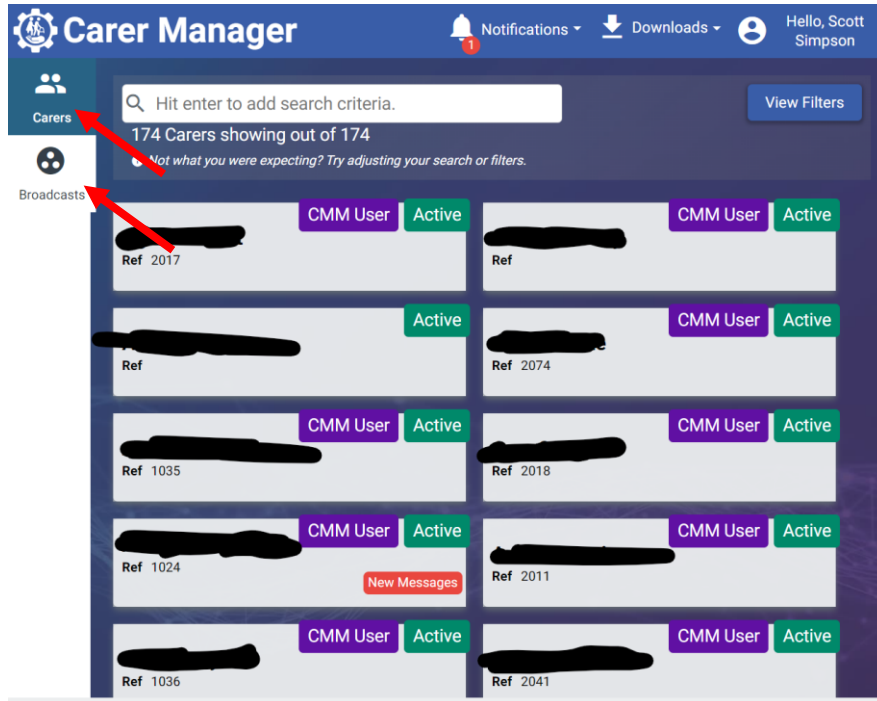 Carer Manager
1
Notifications
Downloads
Hello, Scott
Simpson
Carers
Broadcasts
Hit enter to add search criteria.
View Filters
174 Carers showing out of 174
Not what you were expecting? Try adjusting your search or filters.
CMM User Active
Ref 2017
CMM User Active
Ref
Active
Ref
CMM User Active
Ref 2074
CMM User Active
Ref 1035
CMM User Active
Ref 2018
CMM User Active
Ref 1024
New Messages
CMM User Active
Ref 2011
CMM User Active
Ref 1036
CMM User Active
Ref 2041